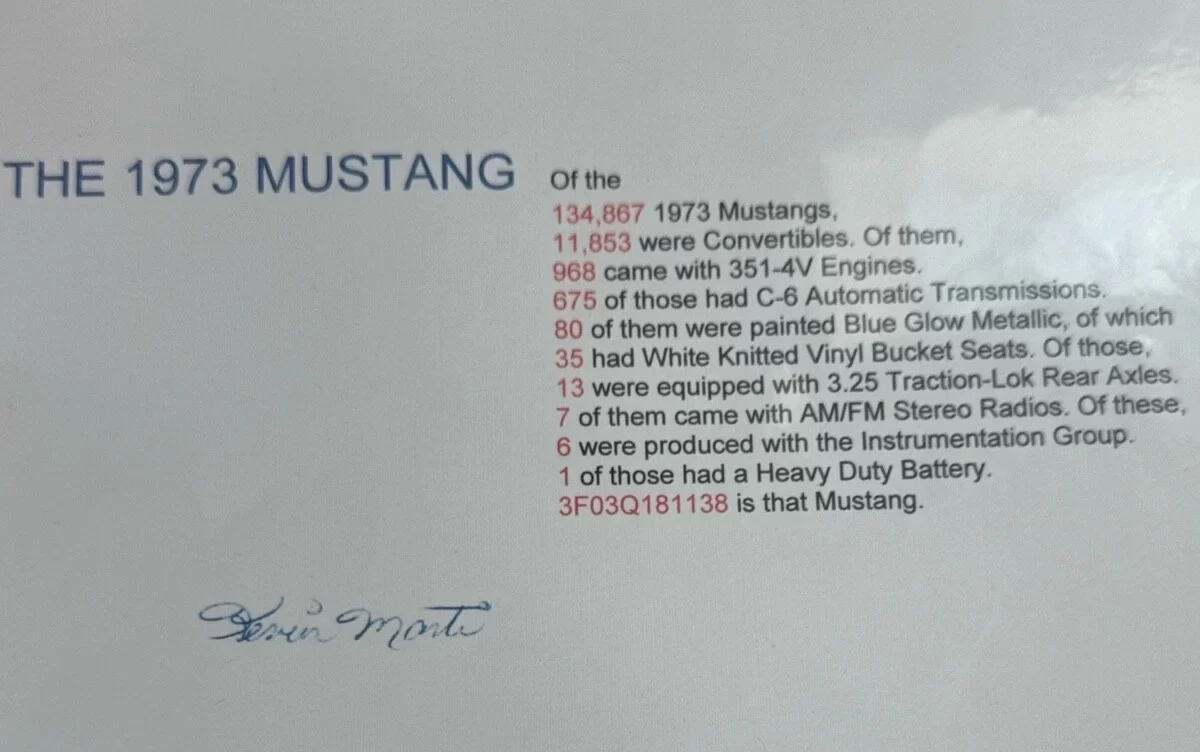 THE 1973 MUSTANG
Of the
134,867 1973 Mustangs,
11,853 were Convertibles. Of them,
968 came with 351-4V Engines.
675 of those had C-6 Automatic Transmissions.
80 of them were painted Blue Glow Metallic, of which
35 had White Knitted Vinyl Bucket Seats. Of those,
13 were equipped with 3.25 Traction-Lok Rear Axles.
7 of them came with AM/FM Stereo Radios. Of these,
6 were produced with the Instrumentation Group.
1 of those had a Heavy Duty Battery.
3F03Q181138 is that Mustang.
Kevin Marti